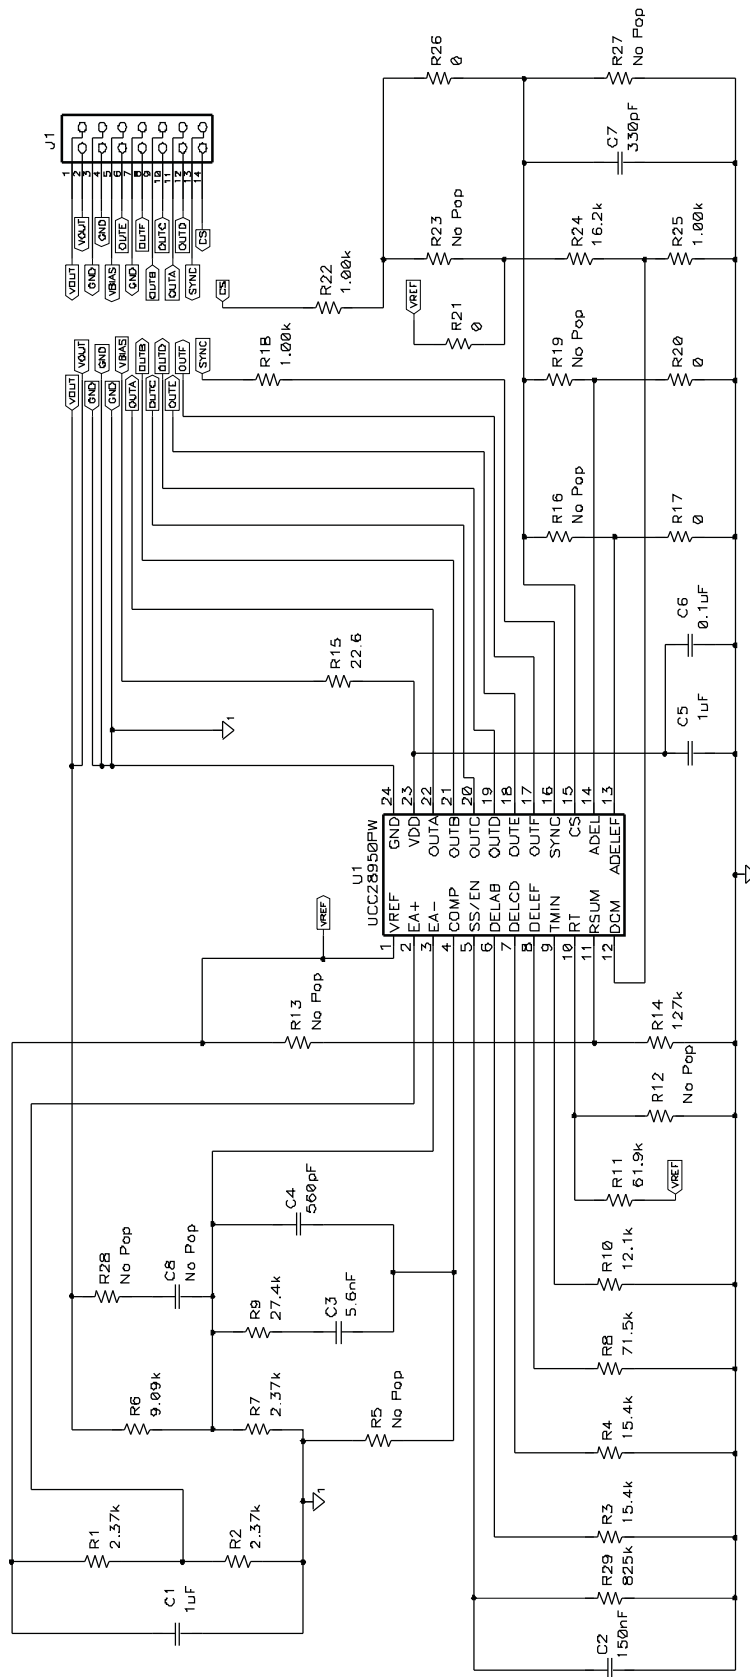 J1
1
2
3
4
5
6
7
8
9
10
11
12
13
14
VOUT
VOUT
GND
GND
VBIAS
OUTE
GND
OUTF
OUTB
OUTC
OUTA
OUTD
SYNC
CS
CS
R22
1.00k
R26
0
R27
No Pop
C7
330pF
R23
No Pop
R24
16.2k
R25
1.00k
VREF
R21
0
R18
1.00k
R19
No Pop
R20
0
R16
No Pop
R17
0
VOUT
VOUT
GND
GND
GND
VBIAS
OUTA
OUTB
OUTC
OUTD
OUTE
OUTF
SYNC
R15
22.6
C6
0.1uF
C5
1uF
1
U1
UCC28950PW
24
23
22
21
20
19
18
17
16
15
14
13
GND
VDD
OUTA
OUTB
OUTC
OUTD
OUTE
OUTF
SYNC
CS
ADEL
ADELEF
VREF
EA+
EA-
COMP
SS/EN
DELAB
DELCD
DELEF
TMIN
RT
RSUM
DCM
1
2
3
4
5
6
7
8
9
10
11
12
VREF
R13
No Pop
R14
127k
R12
No Pop
R11
61.9k
VREF
R28
No Pop
C8
No Pop
C4
560pF
R9
27.4k
C3
5.6nF
R10
12.1k
R8
71.5k
R6
9.09k
R7
2.37k
R5
No Pop
R4
15.4k
1
R1
2.37k
R2
2.37k
R3
15.4k
R29
825k
C1
1uF
C2
150nF